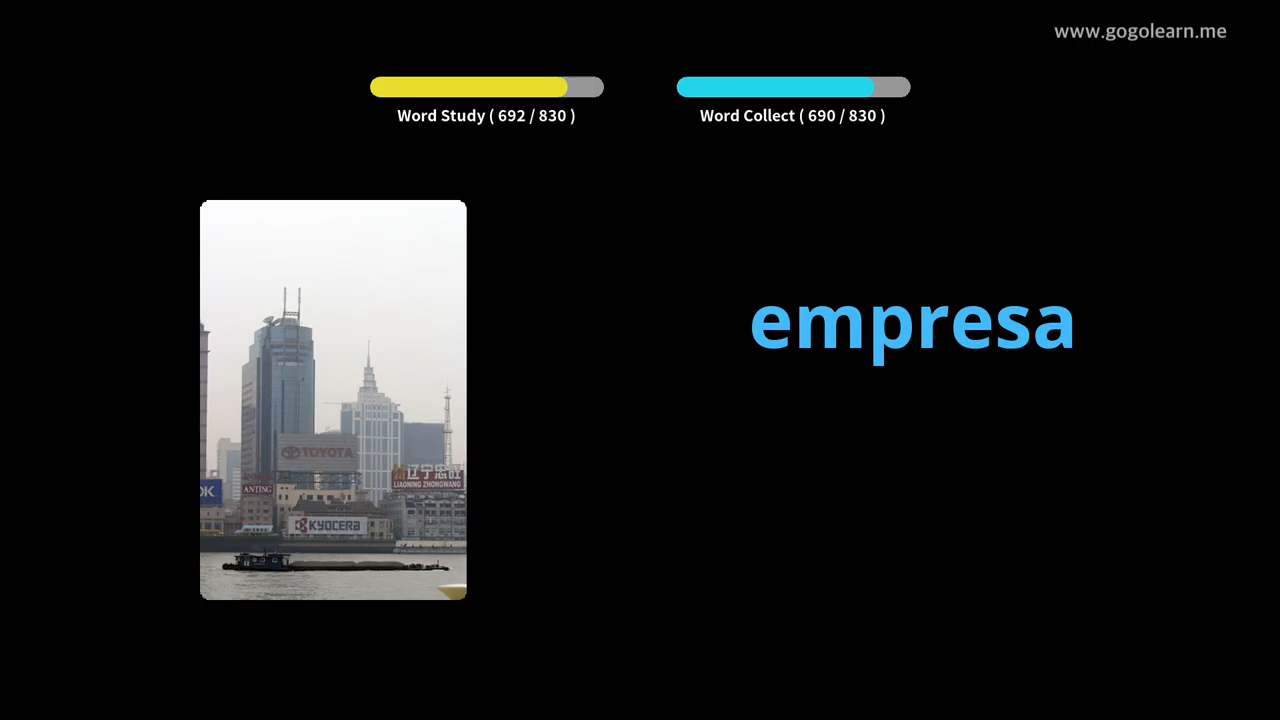 www.gogolearn.me
Word Study ( 692 / 830 )
Word Collect ( 690 / 830 )
empresa
TOYOTA
辽宁忠旺
LIAONING ZHONGWANG
OK
ANTING
KYOCERA